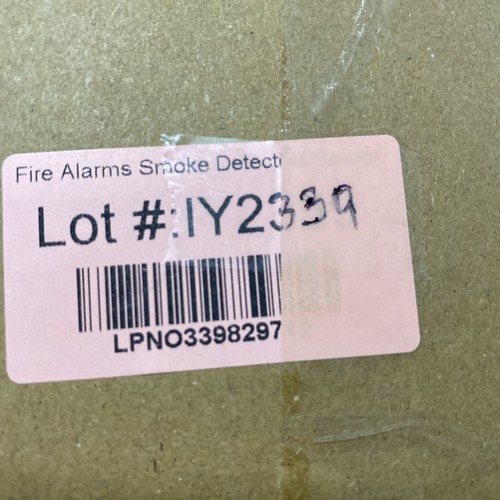 Fire Alarms Smoke Detect
Lot #:IY2339
LPNO3398297